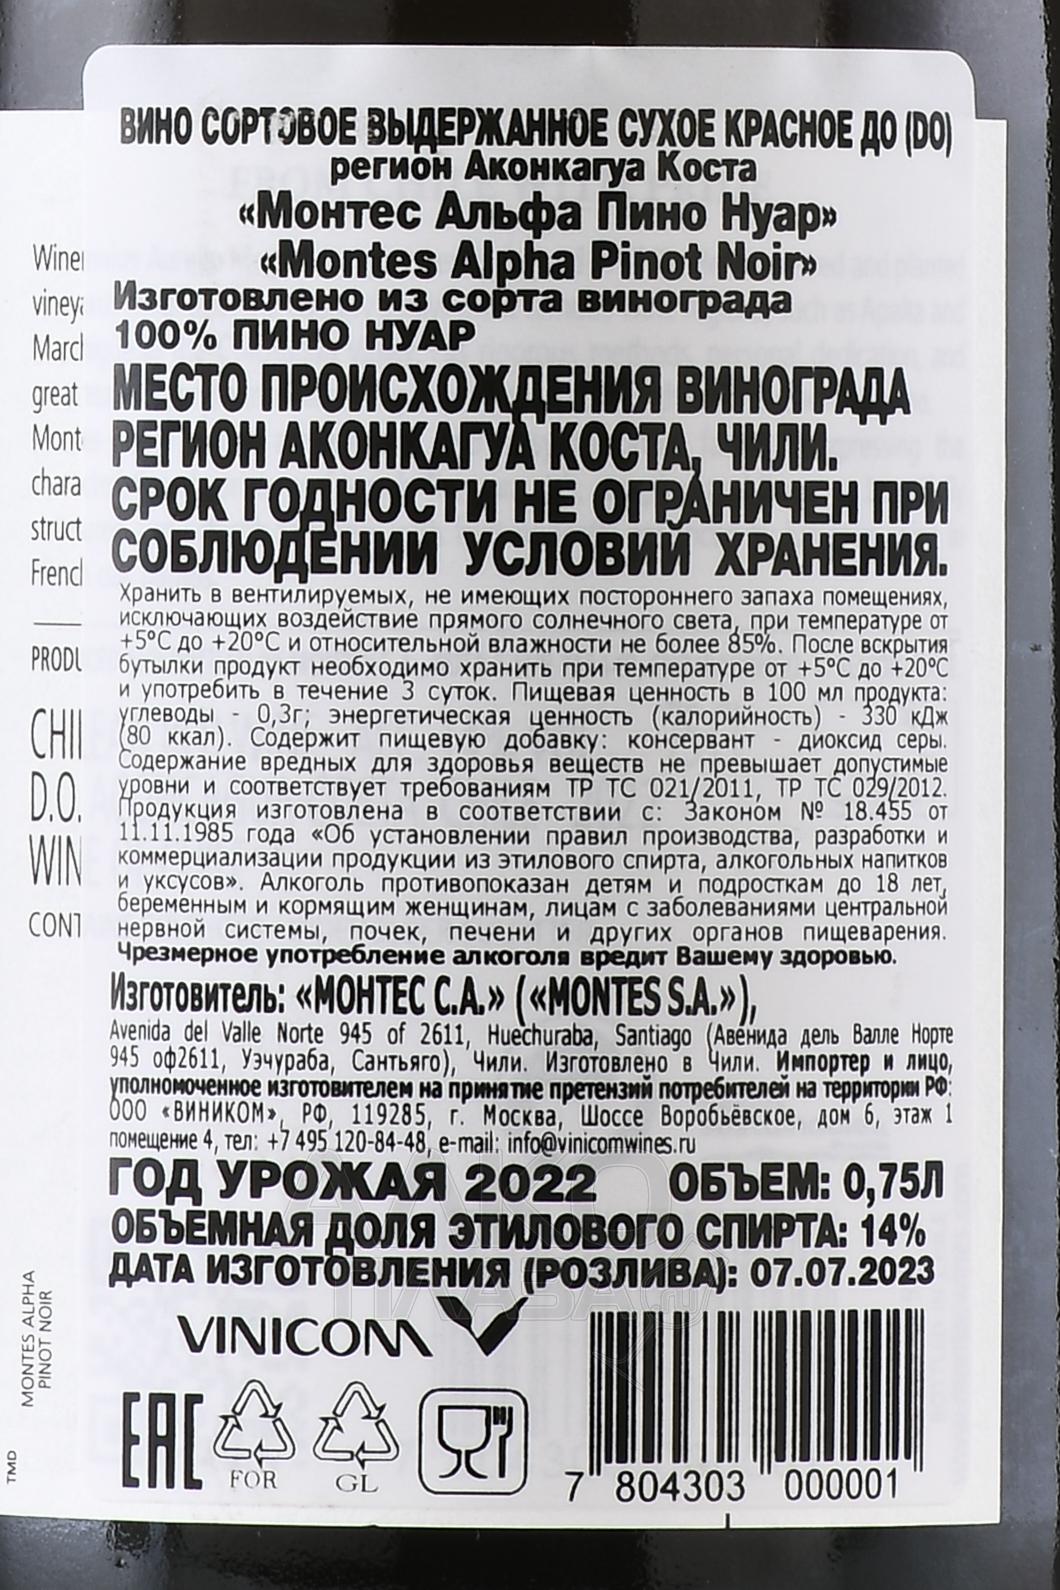 ВИНО СОРТОВОЕ ВЫДЕРЖАННОЕ СУХОЕ КРАСНОЕ ДО (DO)
регион Аконкагуа Коста
«Монтес Альфа Пино Нуар»
«Montes Alpha Pinot Noir»
Изготовлено из сорта винограда
100% ПИНО НУАР
МЕСТО ПРОИСХОЖДЕНИЯ ВИНОГРАДА
РЕГИОН АКОНКАГУА КОСТА, ЧИЛИ.
СРОК ГОДНОСТИ НЕ ОГРАНИЧЕН ПРИ
СОБЛЮДЕНИИ УСЛОВИЙ ХРАНЕНИЯ.
Хранить в вентилируемых, не имеющих постороннего запаха помещениях,
исключающих воздействие прямого солнечного света, при температуре от
+5°С до +20°С и относительной влажности не более 85%. После вскрытия
бутылки продукт необходимо хранить при температуре от +5°С до +20°С
и употребить в течение 3 суток. Пищевая ценность в 100 мл продукта:
углеводы - 0,3г; энергетическая ценность (калорийность) - 330 кДж
(80 ккал). Содержит пищевую добавку: консервант - диоксид серы.
Содержание вредных для здоровья веществ не превышает допустимые
уровни и соответствует требованиям ТР ТС 021/2011, ТР ТС 029/2012.
Продукция изготовлена в соответствии с: Законом № 18.455 от
11.11.1985 года «Об установлении правил производства, разработки и
коммерциализации продукции из этилового спирта, алкогольных напитков
и уксусов». Алкоголь противопоказан детям и подросткам до 18 лет,
беременным и кормящим женщинам, лицам с заболеваниями центральной
нервной системы, почек, печени и других органов пищеварения.
Чрезмерное употребление алкоголя вредит Вашему здоровью.
Изготовитель: «МОНТЕС С.А.» («MONTES S.A.»),
Avenida del Valle Norte 945 of 2611, Huechuraba, Santiago (Авенида дель Валле Норте
945 оф2611, Уэчураба, Сантьяго), Чили. Изготовлено в Чили. Импортер и лицо,
уполномоченное изготовителем на принятие претензий потребителей на территории РФ:
ООО «ВИНИКОМ», РФ, 119285, г. Москва, Шоссе Воробьёвское, дом 6, этаж 1
помещение 4, тел: +7 495 120-84-48, e-mail: info@vinicomwines.ru
ГОД УРОЖАЯ 2022 ОБЪЕМ: 0,75Л
ОБЪЕМНАЯ ДОЛЯ ЭТИЛОВОГО СПИРТА: 14%
ДАТА ИЗГОТОВЛЕНИЯ (РОЗЛИВА): 07.07.2023
VINICOM
EAC
FOR
GL
7 804303 000001
MONTES ALPHA
PINOT NOIR
TMD
PRODU
CHI
D.O.
WIN
CONT
great